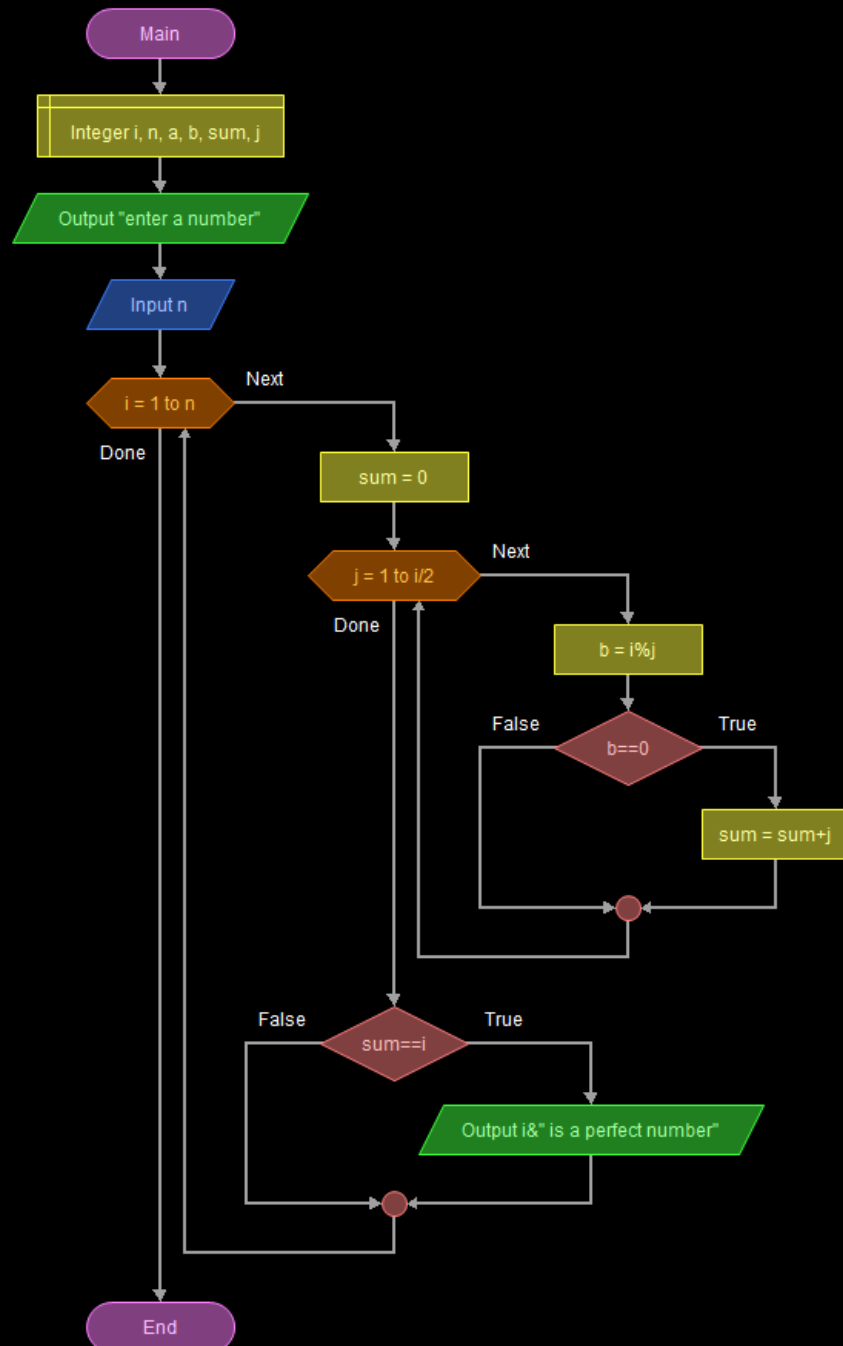 Main
Integer i, n, a, b, sum, j
Output "enter a number"
Input n
i = 1 to n
Next
Done
sum = 0
j = 1 to i/2
Next
Done
b = i%j
False
True
b==0
sum = sum+j
False
True
sum==i
Output i&" is a perfect number"
End